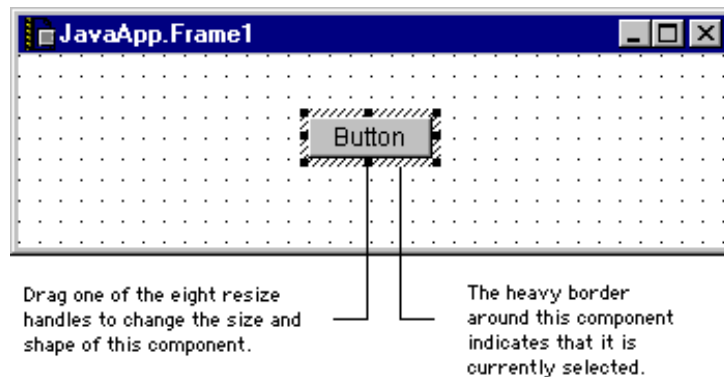 JavaApp.Frame1
Button
Drag one of the eight resize
handles to change the size and
shape of this component.
The heavy border
around this component
indicates that it is
currently selected.